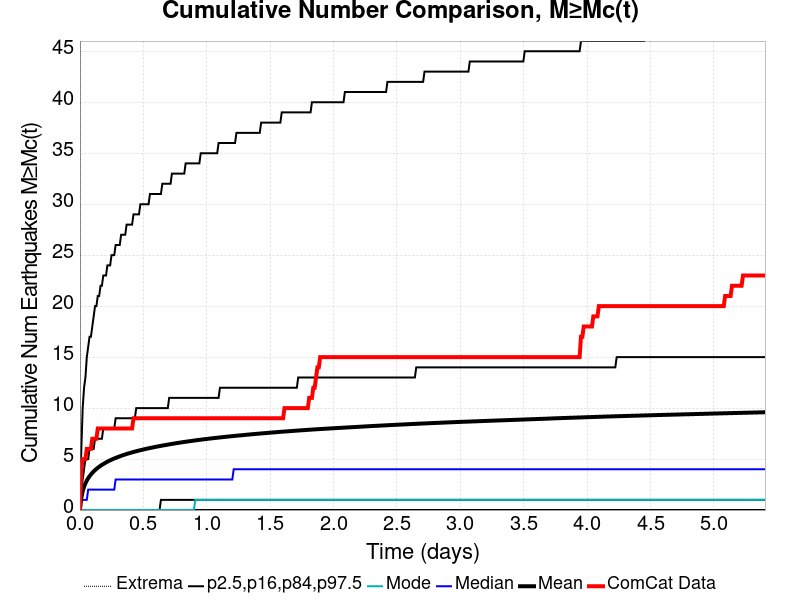 Cumulative Number Comparison, M≥Mc(t)
Cumulative Num Earthquakes M≥Mc(t)
45
40
35
30
25
20
15
10
5
0
0.0 0.5 1.0 1.5 2.0 2.5 3.0 3.5 4.0 4.5 5.0
Time (days)
Extrema p2.5,p16,p84,p97.5 Mode Median Mean ComCat Data